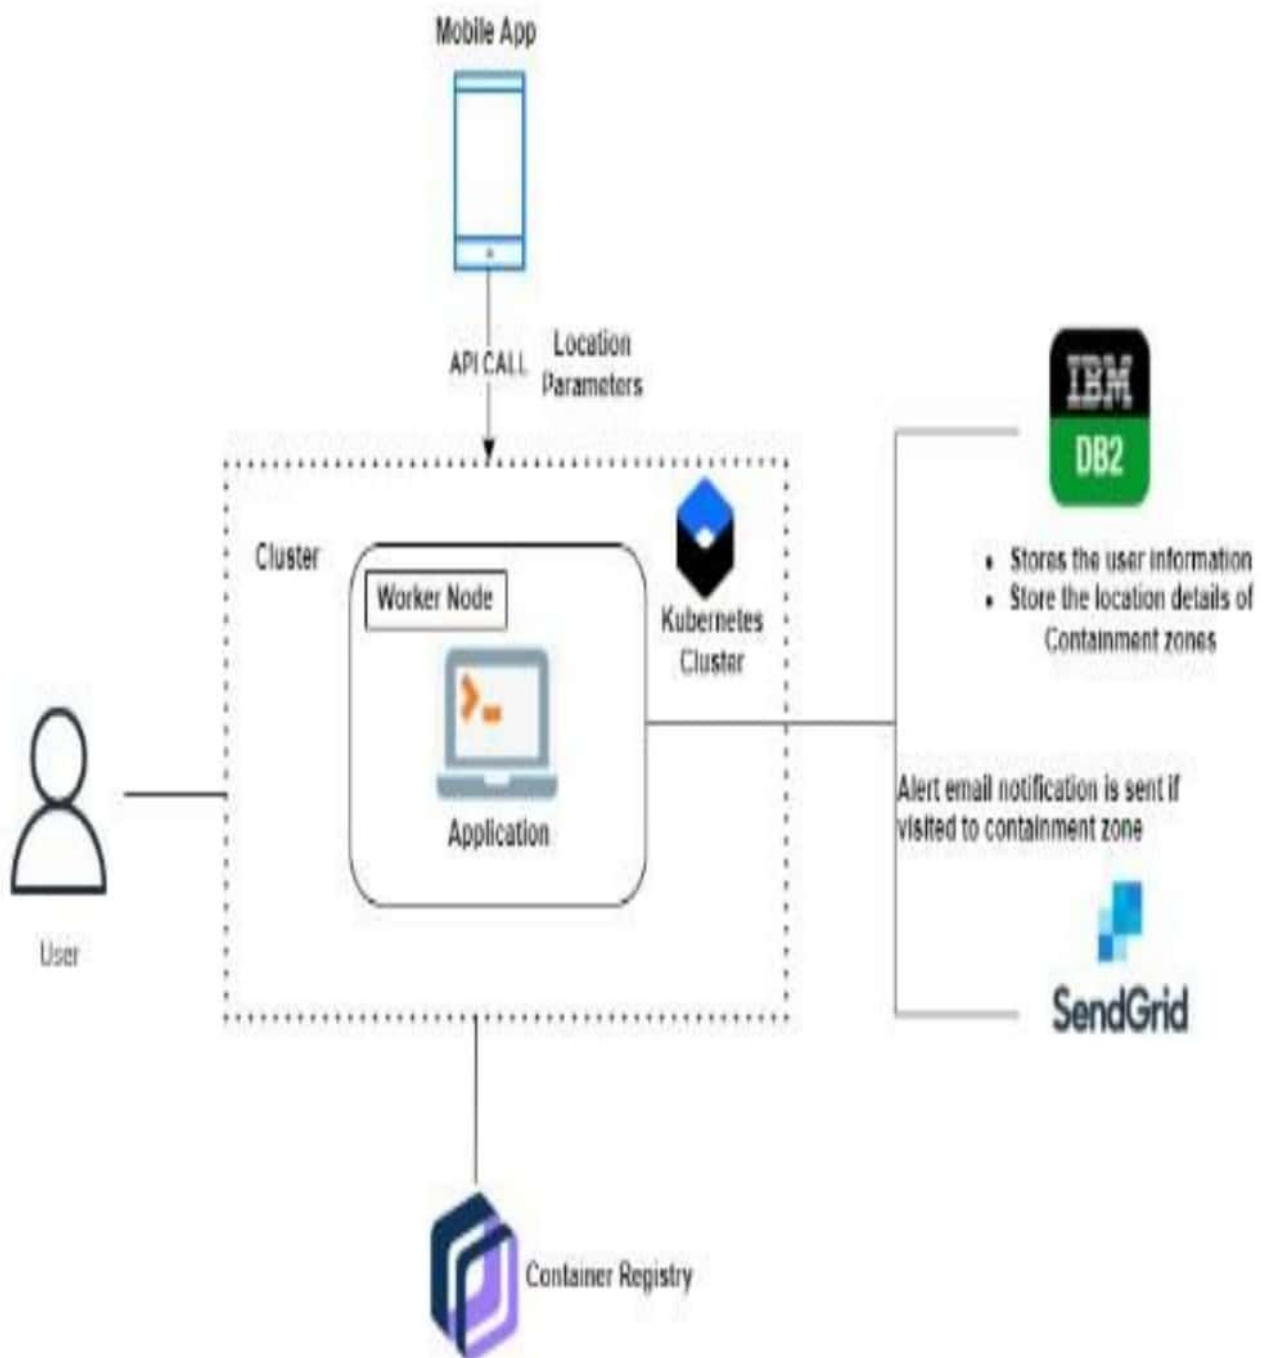 Mobile App
API CALL
Location
Parameters
IBM
DB2
Cluster
Worker Node
Kubernetes
Cluster
Application
• Stores the user information
• Store the location details of
Containment zones
Alert email notification is sent if
visited to containment zone
SendGrid
User
Container Registry